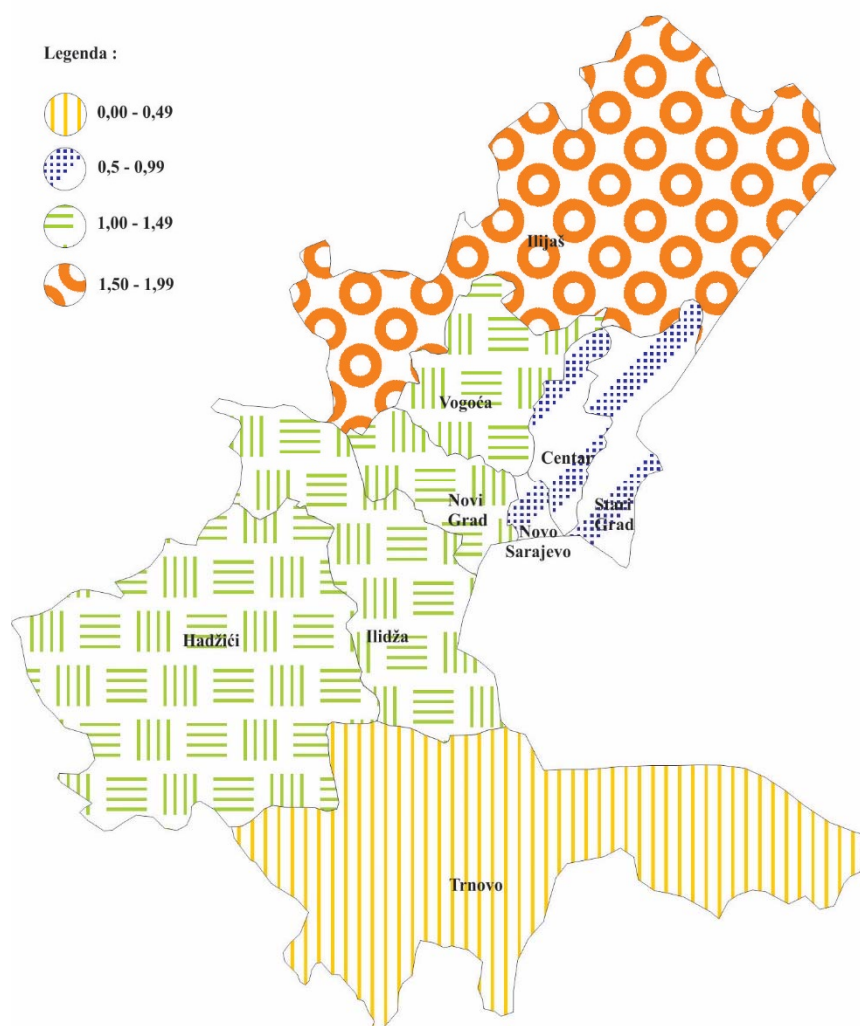 Legenda :
0,00 - 0,49
0,5 - 0,99
1,00 - 1,49
1,50 - 1,99
Ilijaš
Vogoća
Centar
Novi
Grad
Stari
Grad
Novo
Sarajevo
Hadžići
Ilidža
Trnovo